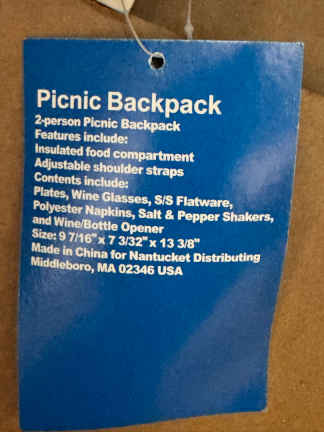 Picnic Backpack
2-person Picnic Backpack
Features include:
Insulated food compartment
Adjustable shoulder straps
Contents include:
Plates, Wine Glasses, S/S Flatware,
Polyester Napkins, Salt & Pepper Shakers,
and Wine/Bottle Opener
Size: 9 7/16" x 7 3/32" x 13 3/8"
Made in China for Nantucket Distributing
Middleboro, MA 02346 USA